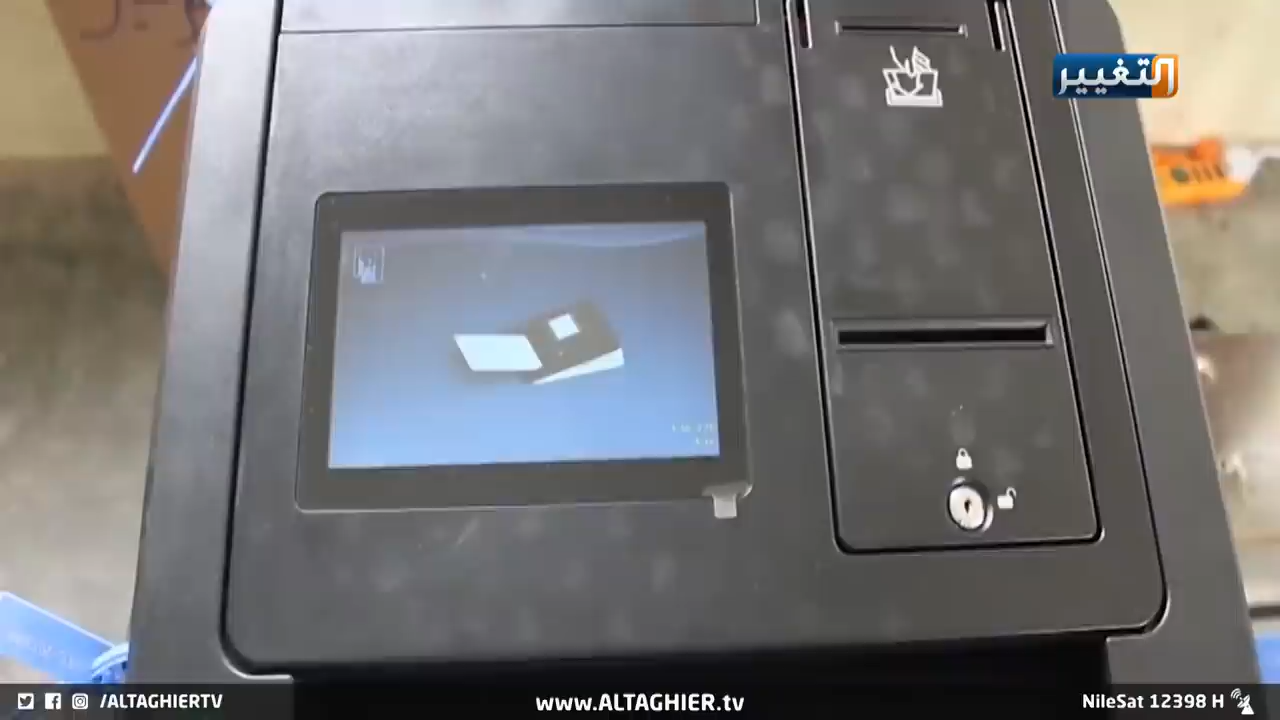 التغيير
/ALTAGHIERTV
www.ALTAGHIER.tv
NileSat 12398 H